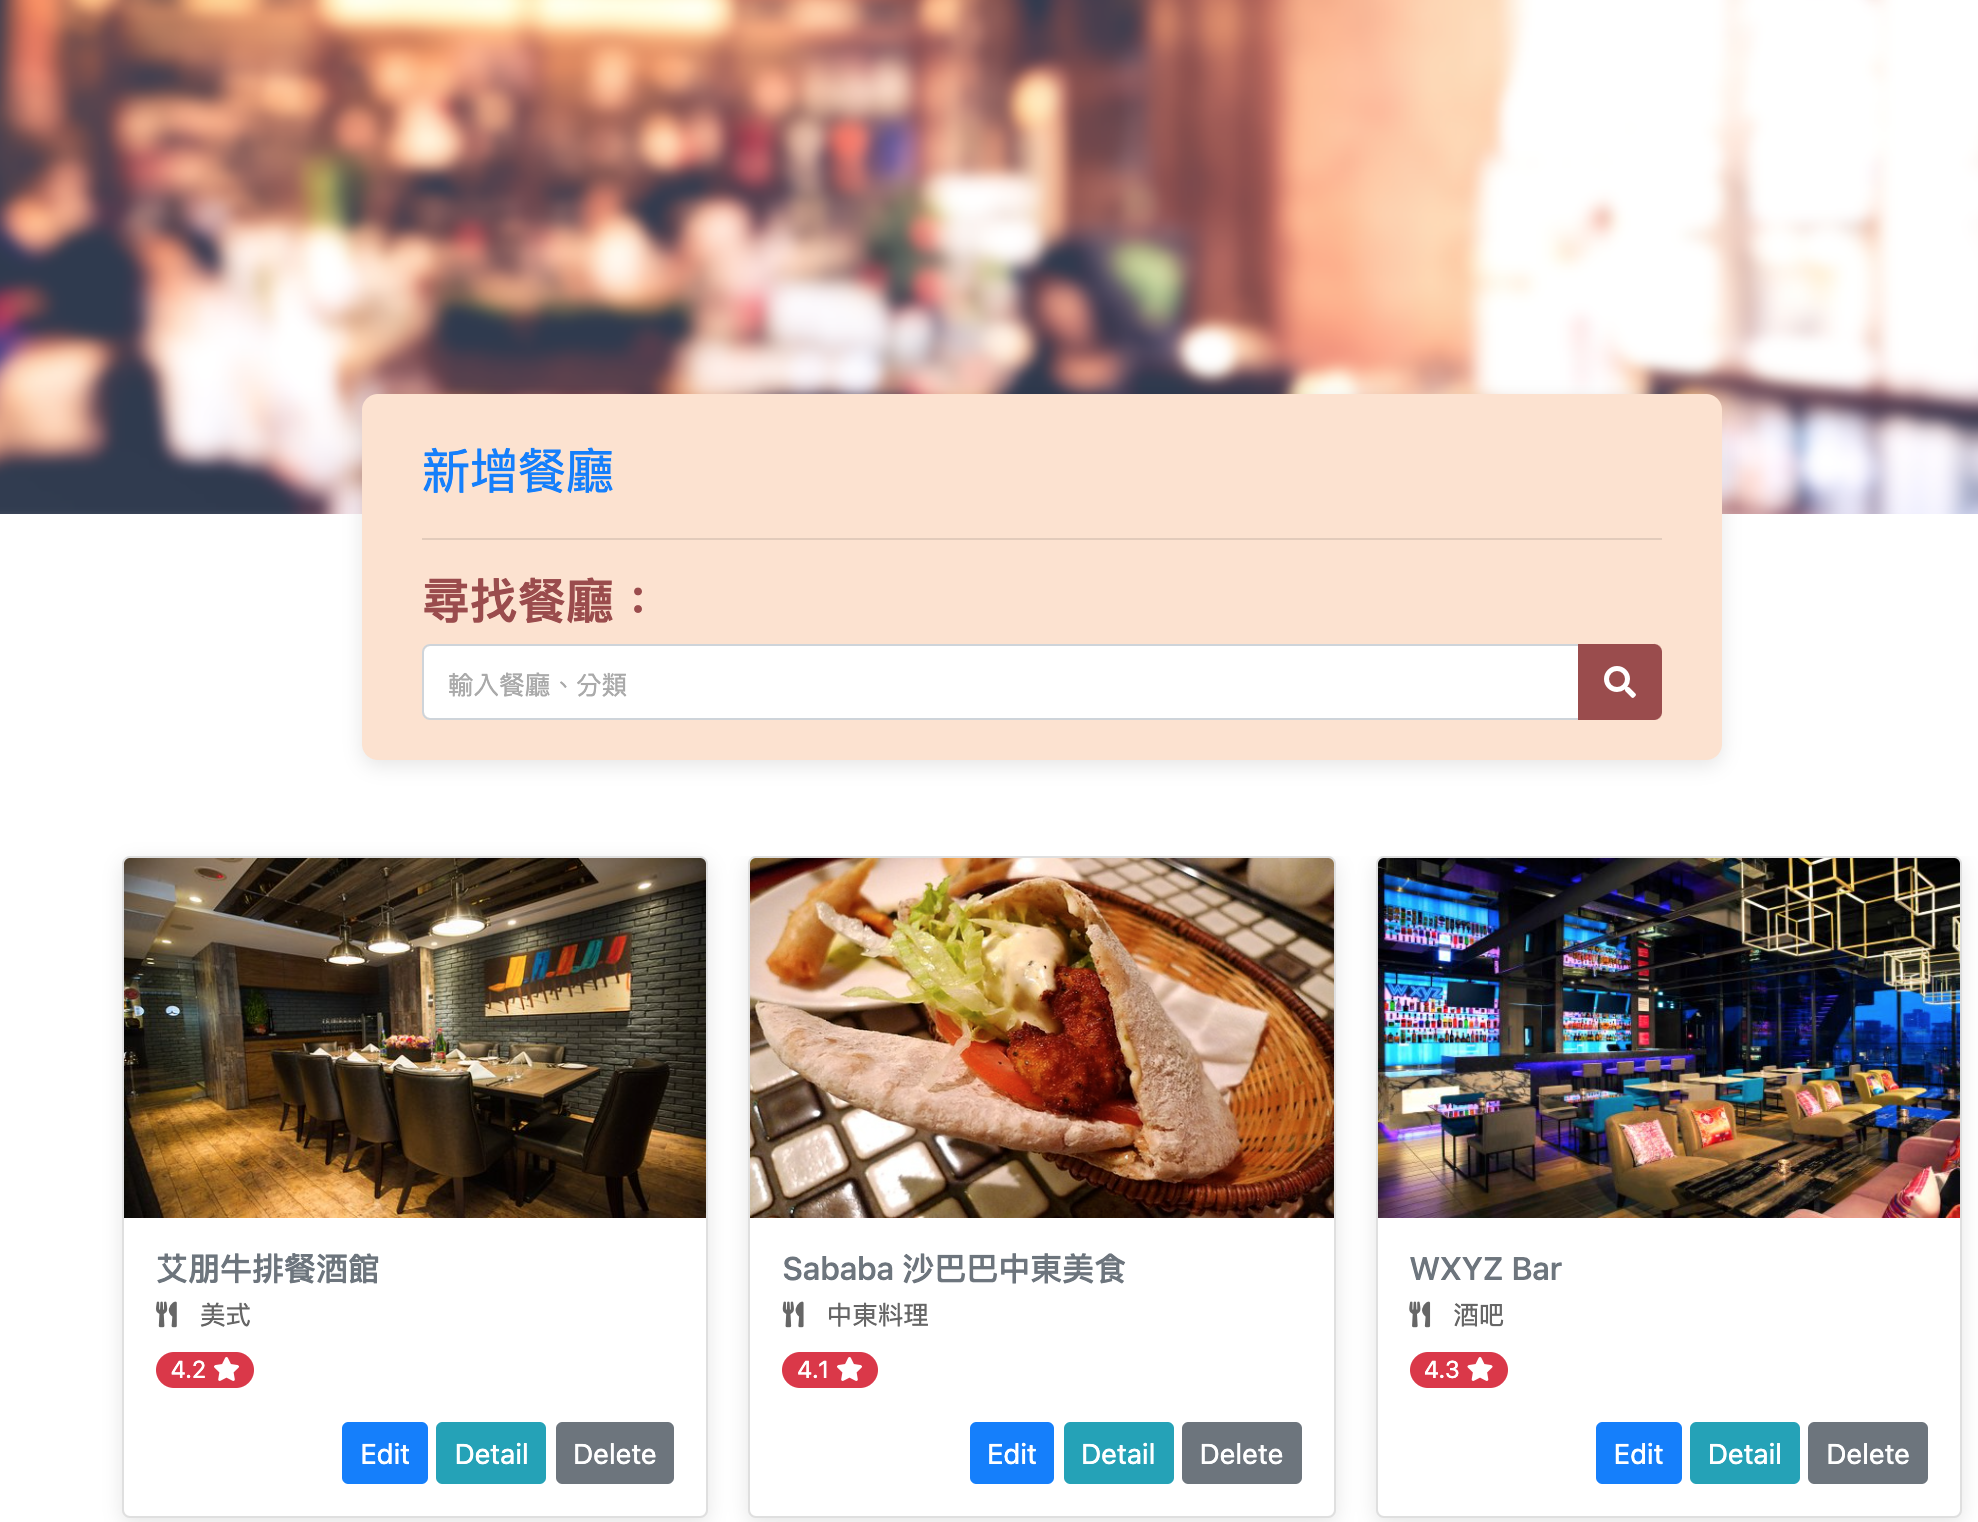 新增餐廳
尋找餐廳：
輸入餐廳、分類
艾朋牛排餐酒館
美式
4.2
Edit Detail Delete
Sababa 沙巴巴中東美食
中東料理
4.1
Edit Detail Delete
WXYZ
WXYZ Bar
酒吧
4.3
Edit Detail Delete